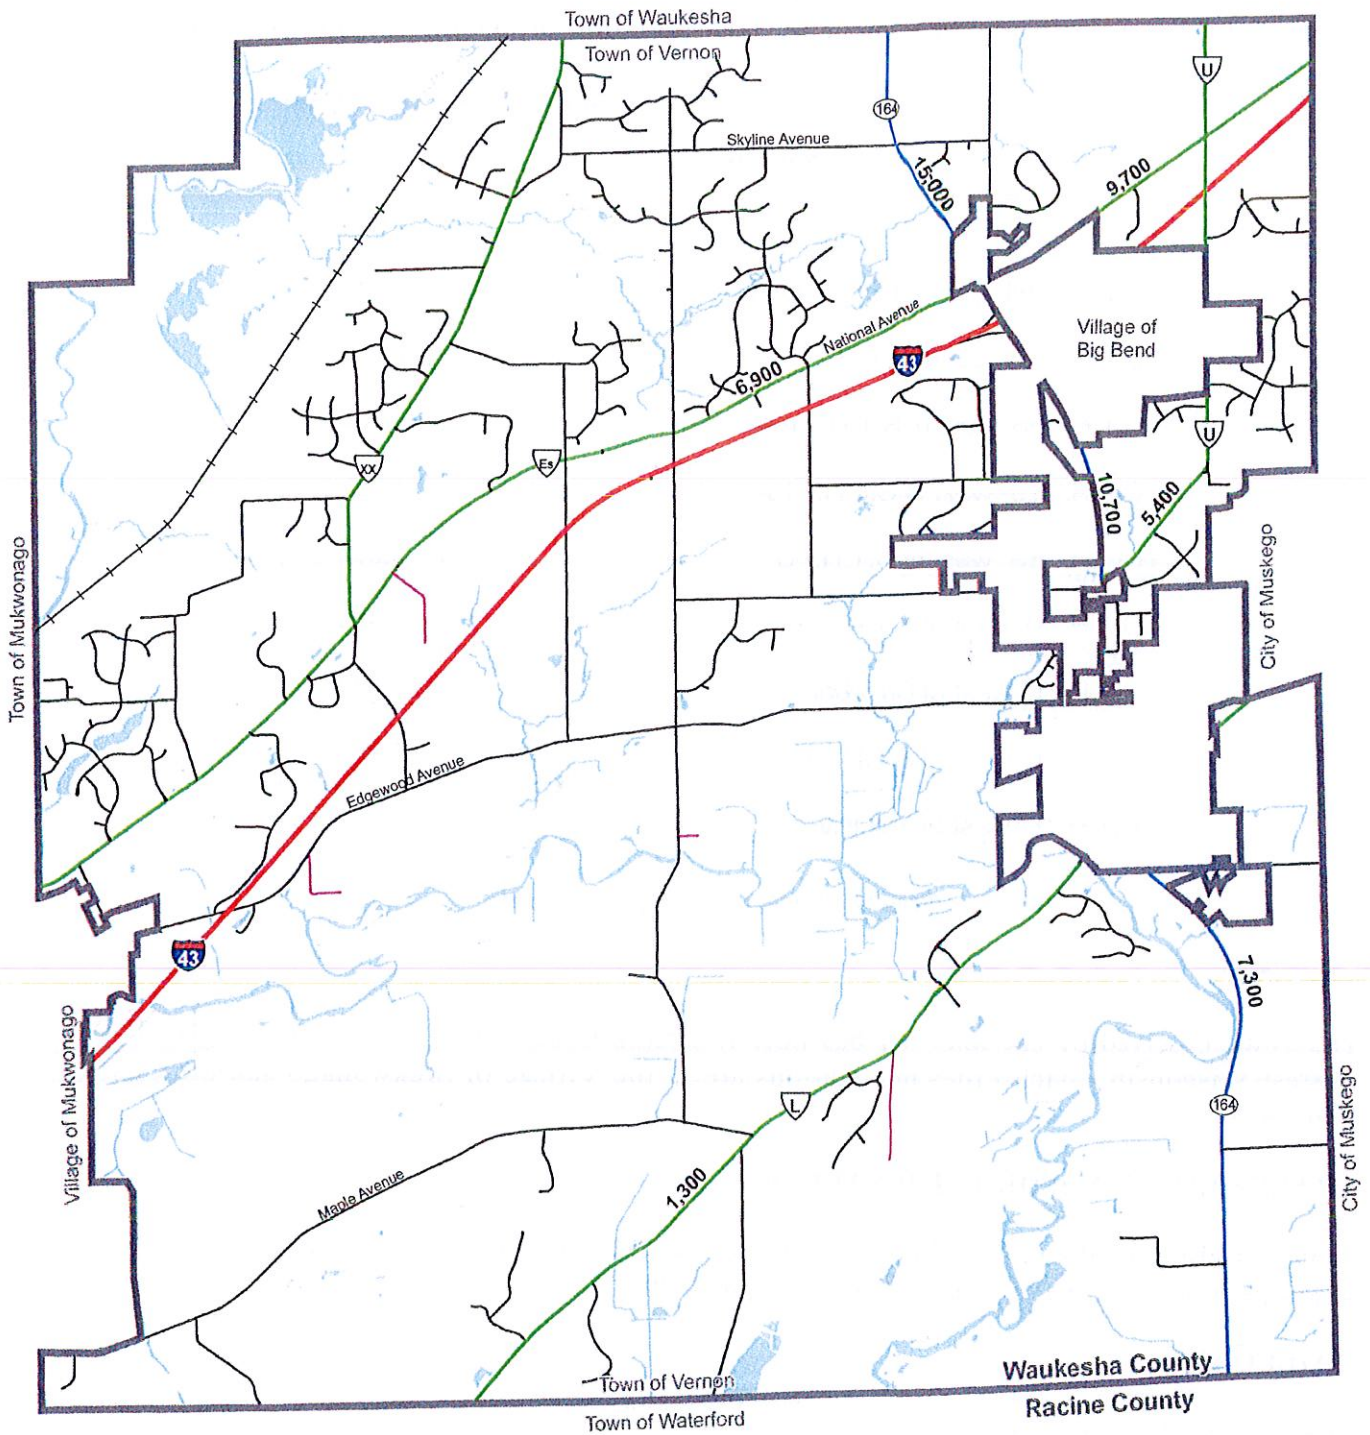 Town of Waukesha
Town of Vernon
U
164
Skyline Avenue
15,000
9,700
National Avenue
Village of
Big Bend
43
6,900
U
XX
Es
10,700
5,400
Town of Mukwonago
City of Muskego
Edgewood Avenue
43
7,300
Village of Mukwonago
L
164
City of Muskego
Maple Avenue
1,300
Waukesha County
Town of Vernon
Racine County
Town of Waterford